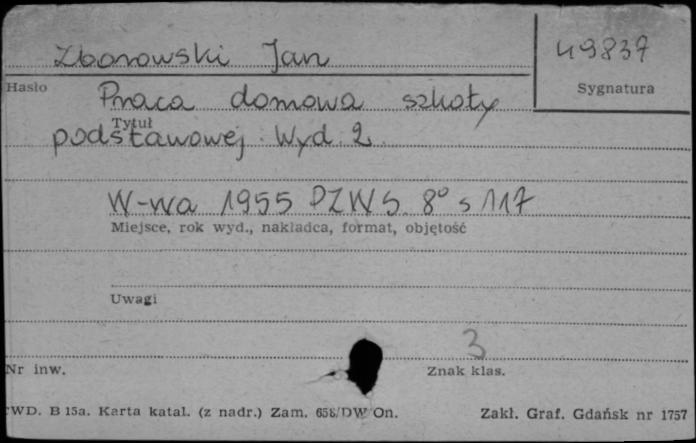 Zborowski Jan
49837
Hasło
Sygnatura
Praca domowa szkoły
Tytuł
podstawowej. Wyd. 2.
W-wa 1955 PZWS. 8° s 117
Miejsce, rok wyd., nakładca, format, objętość
Uwagi
3
Nr inw.
Znak klas.
WD. B 15a. Karta katal. (z nadr.) Zam. 658/DW/On.
Zakł. Graf. Gdańsk nr 1757